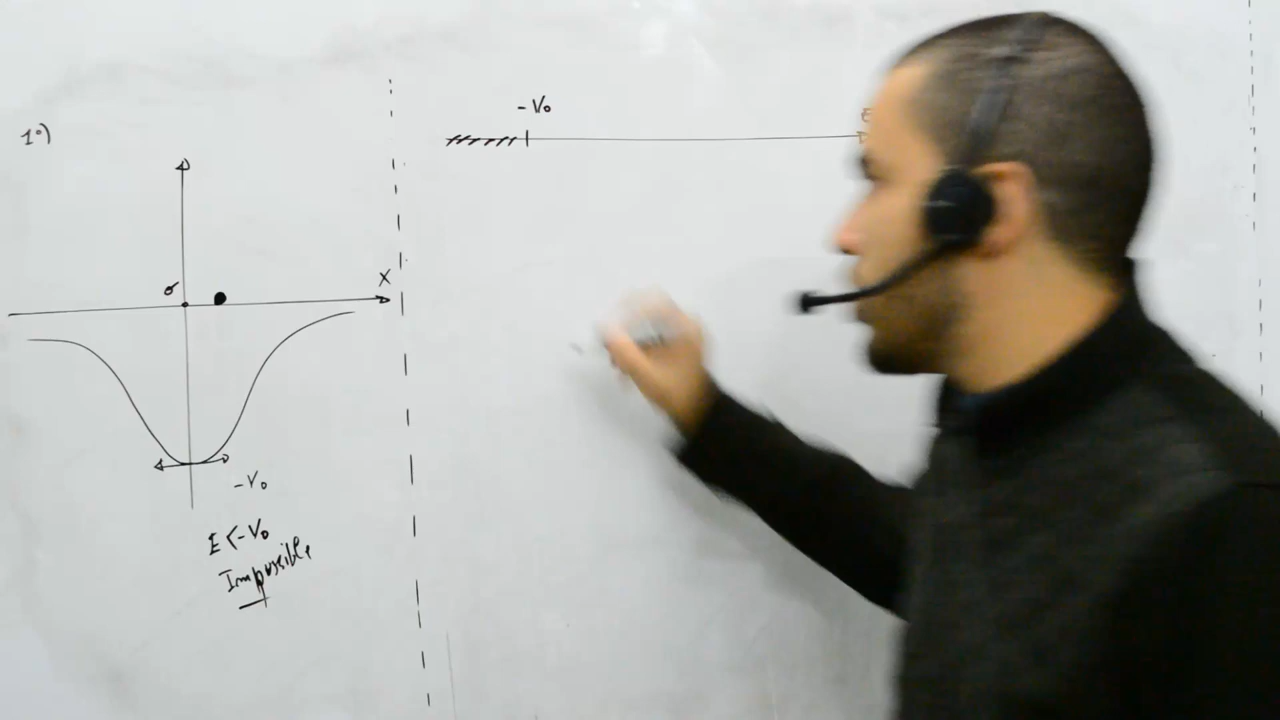 1°)
-V₀
E
X
O
-V₀
E <-V₀
Impossible